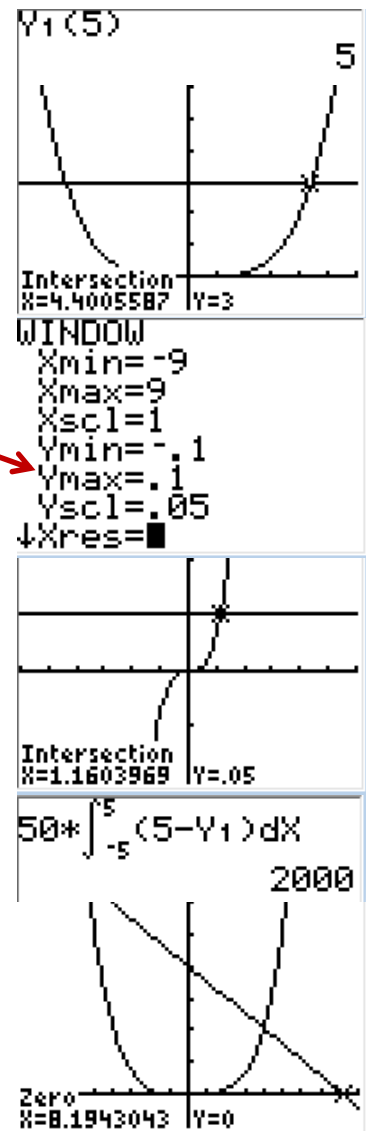 Y₁(5)
5
Intersection
X=4.4005587 Y=3
WINDOW
Xmin=-9
Xmax=9
Xscl=1
Ymin=-.1
Ymax=.1
Yscl=.05
↓Xres=
Intersection
X=1.1603969 Y=.05
50*∫₋₅⁵(5-Y₁)dX
2000
Zero
X=8.1943043 Y=0